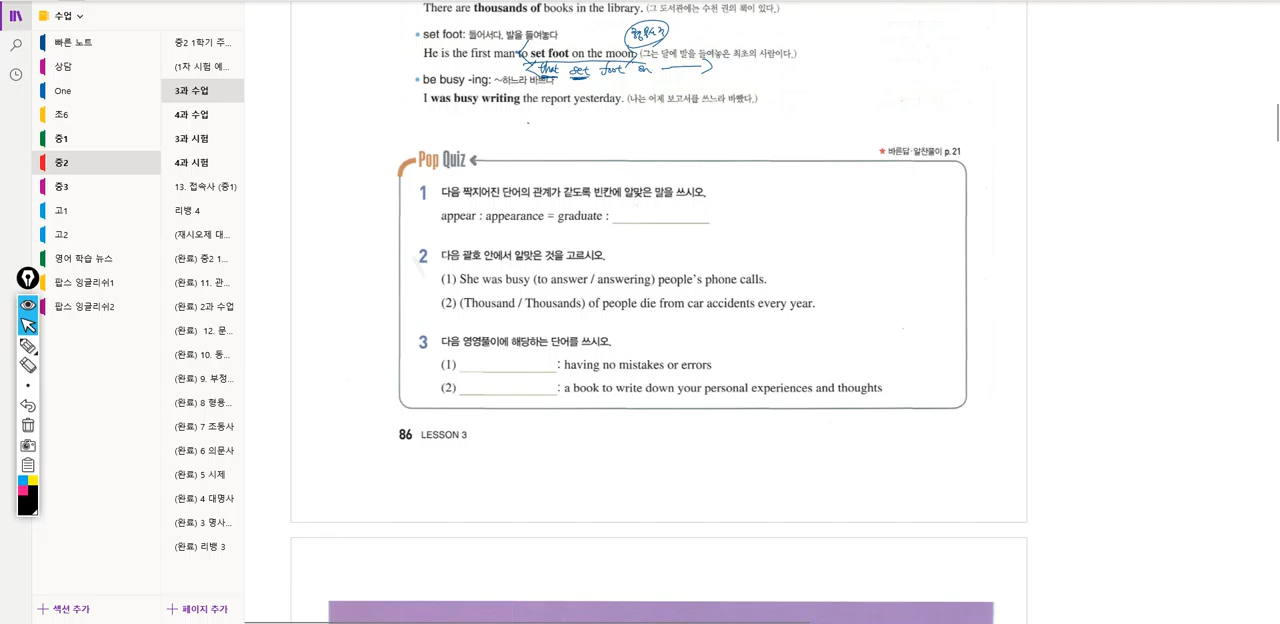 수업
빠른 노트
상담
One
초6
중1
중2
중3
고1
고2
영어 학습 뉴스
팝스 잉글리쉬1
팝스 잉글리쉬2
섹션 추가
중2 1학기 주...
(1차 시험 예...
3과 수업
4과 수업
3과 시험
4과 시험
13. 접속사 (중1)
리뱅 4
(재시오제 대...
(완료) 중2 1...
(완료) 11. 관...
(완료) 2과 수업
(완료) 12. 문...
(완료) 10. 동...
(완료) 9. 부정...
(완료) 8 형용...
(완료) 7 조동사
(완료) 6 의문사
(완료) 5 시제
(완료) 4 대명사
(완료) 3 명사...
(완료) 리뱅 3
페이지 추가
There are thousands of books in the library. (그 도서관에는 수천 권의 책이 있다.)
• set foot: 들어서다, 발을 들여놓다
He is the first man to set foot on the moon. (그는 달에 발을 들여놓은 최초의 사람이다.)
that set foot on
• be busy -ing: ~하느라 바쁘다
I was busy writing the report yesterday. (나는 어제 보고서를 쓰느라 바빴다.)
Pop Quiz
★ 바른답·알찬풀이 p. 21
1 다음 짝지어진 단어의 관계가 같도록 빈칸에 알맞은 말을 쓰시오.
appear : appearance = graduate :
2 다음 괄호 안에서 알맞은 것을 고르시오.
(1) She was busy (to answer / answering) people's phone calls.
(2) (Thousand / Thousands) of people die from car accidents every year.
3 다음 영영풀이에 해당하는 단어를 쓰시오.
(1) : having no mistakes or errors
(2) : a book to write down your personal experiences and thoughts
86 LESSON 3